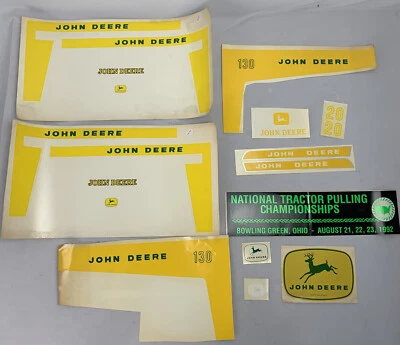 JOHN DEERE
JOHN DEERE
JOHN DEERE
130 JOHN DEERE
JOHN DEERE
20
20
JOHN DEERE
JOHN DEERE
JOHN DEERE
JOHN DEERE
JOHN DEERE
NATIONAL TRACTOR PULLING
CHAMPIONSHIPS
BOWLING GREEN, OHIO - AUGUST 21, 22, 23, 1992
JOHN DEERE 130
JOHN DEERE
JOHN DEERE